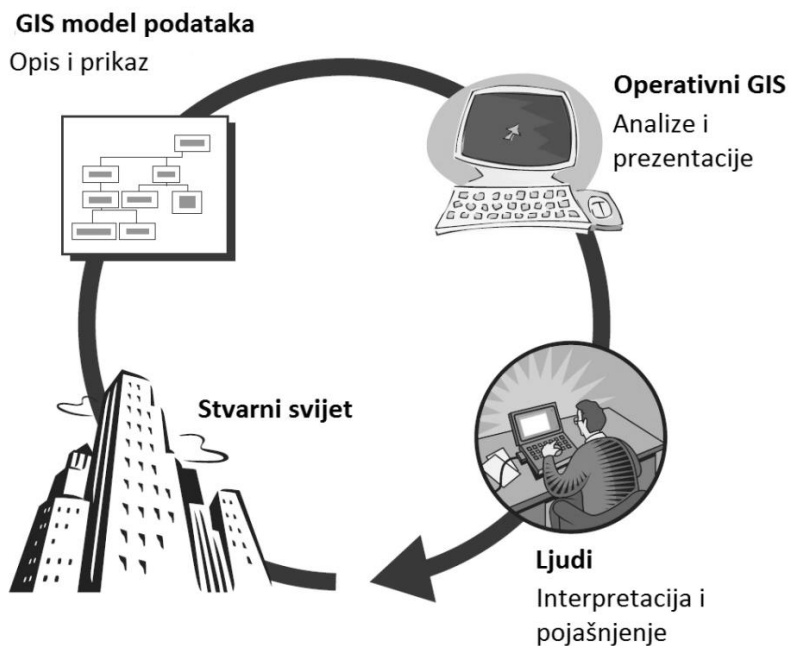 GIS model podataka
Opis i prikaz
Operativni GIS
Analize i
prezentacije
Stvarni svijet
Ljudi
Interpretacija i
pojašnjenje